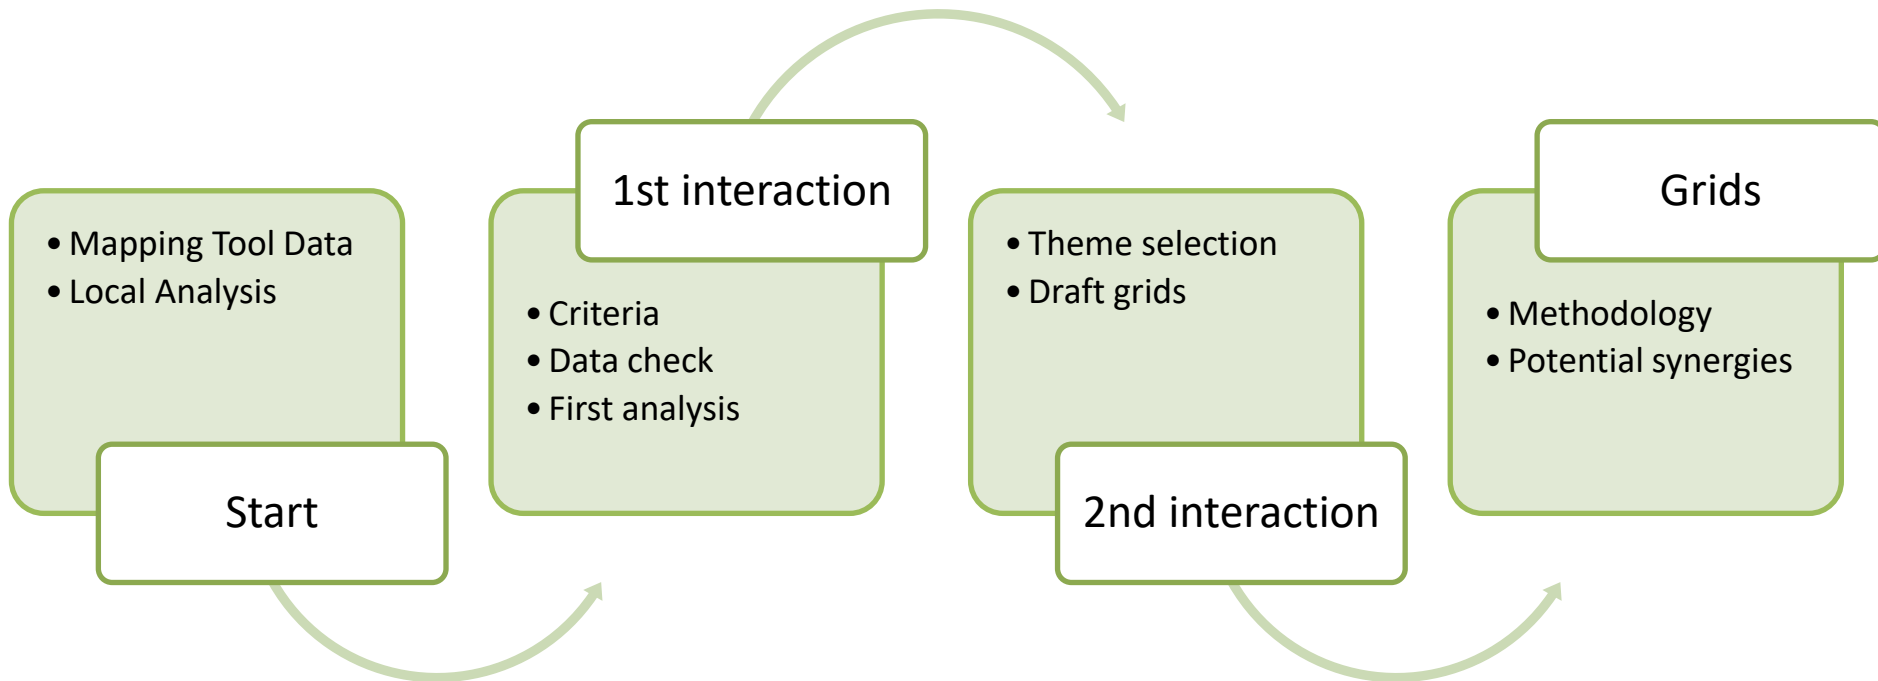 • Mapping Tool Data
• Local Analysis
Start
1st interaction
• Criteria
• Data check
• First analysis
• Theme selection
• Draft grids
2nd interaction
Grids
• Methodology
• Potential synergies